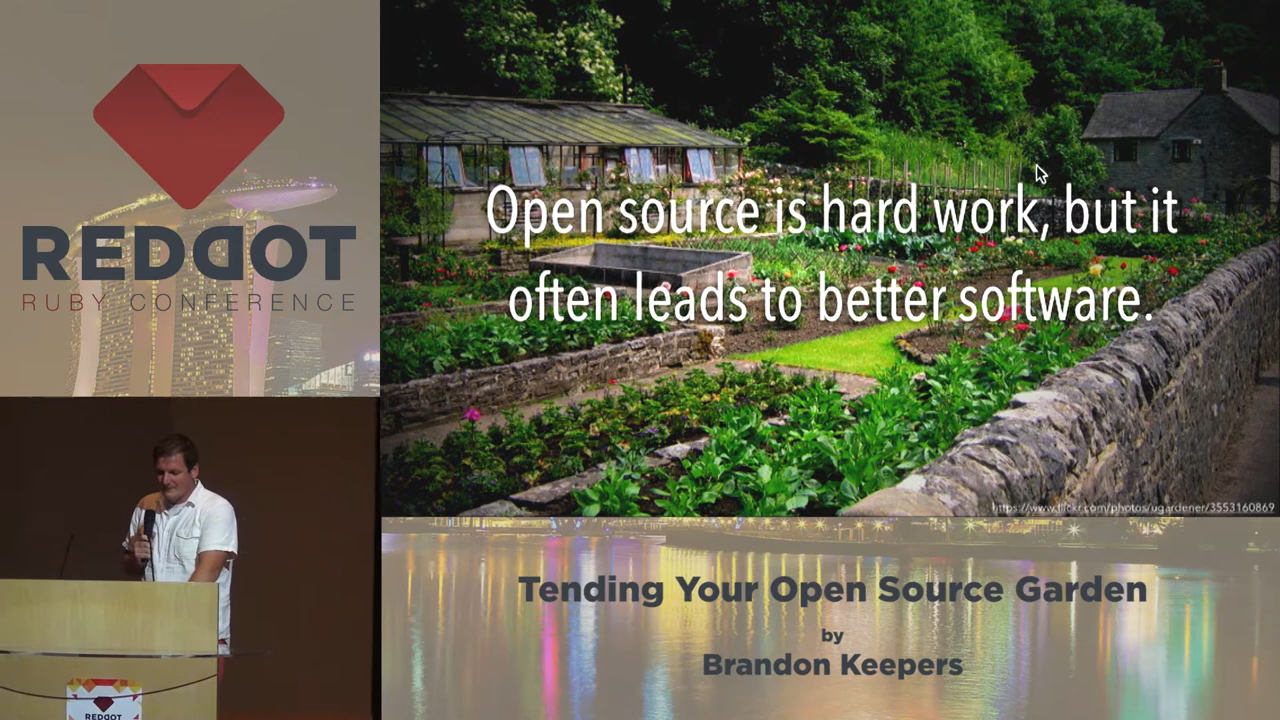 REDDOT
RUBY CONFERENCE
Open source is hard work, but it
often leads to better software.
https://www.flickr.com/photos/ugardener/3553160869
Tending Your Open Source Garden
by
Brandon Keepers
REDDOT